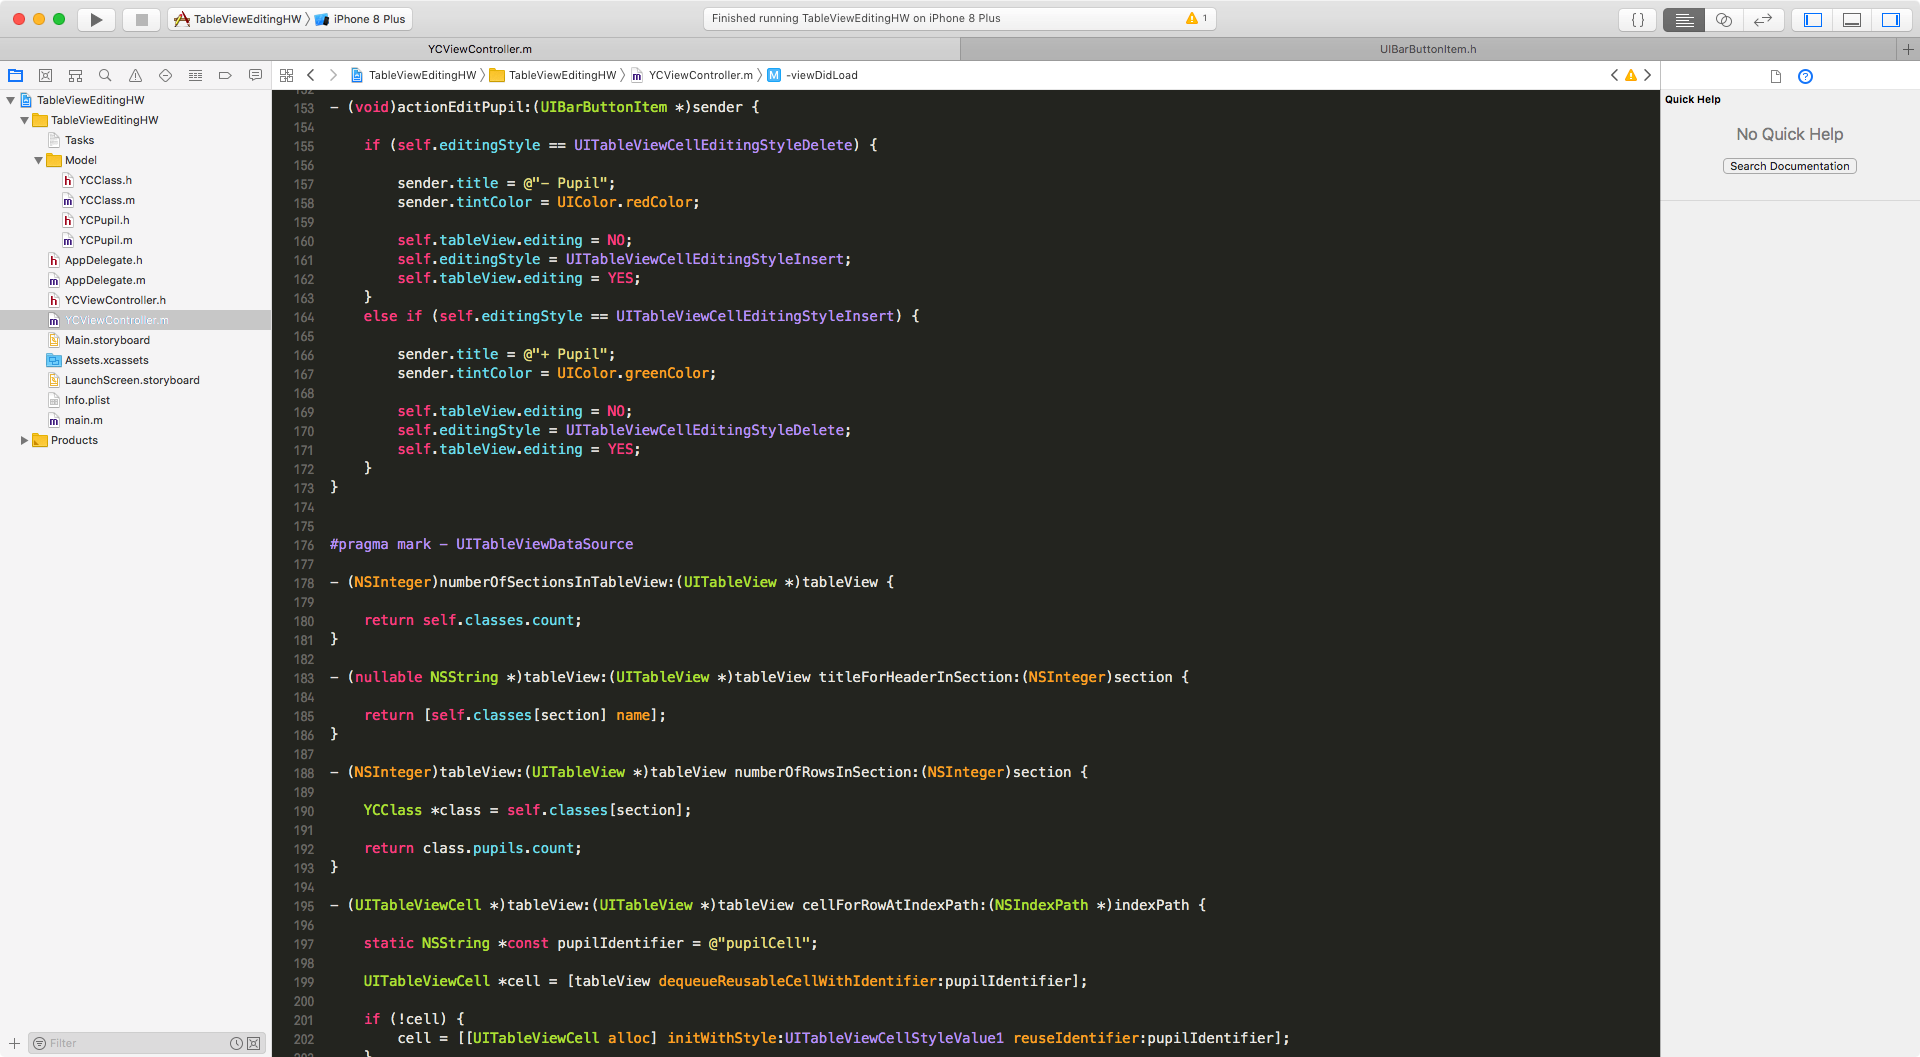 TableViewEditingHW
iPhone 8 Plus
Finished running TableViewEditingHW on iPhone 8 Plus
1
{ }
YCViewController.m
UIBarButtonItem.h
TableViewEditingHW
TableViewEditingHW
YCViewController.m
M
-viewDidLoad
TableViewEditingHW
TableViewEditingHW
Tasks
Model
h YCClass.h
m YCClass.m
h YCPupil.h
m YCPupil.m
h AppDelegate.h
m AppDelegate.m
h YCViewController.h
m YCViewController.m
Main.storyboard
Assets.xcassets
LaunchScreen.storyboard
Info.plist
m main.m
Products
Filter
152
153 - (void)actionEditPupil:(UIBarButtonItem *)sender {
154
155 if (self.editingStyle == UITableViewCellEditingStyleDelete) {
156
157 sender.title = @"- Pupil";
158 sender.tintColor = UIColor.redColor;
159
160 self.tableView.editing = NO;
161 self.editingStyle = UITableViewCellEditingStyleInsert;
162 self.tableView.editing = YES;
163 }
164 else if (self.editingStyle == UITableViewCellEditingStyleInsert) {
165
166 sender.title = @"+ Pupil";
167 sender.tintColor = UIColor.greenColor;
168
169 self.tableView.editing = NO;
170 self.editingStyle = UITableViewCellEditingStyleDelete;
171 self.tableView.editing = YES;
172 }
173 }
174
175
176 #pragma mark - UITableViewDataSource
177
178 - (NSInteger)numberOfSectionsInTableView:(UITableView *)tableView {
179
180 return self.classes.count;
181 }
182
183 - (nullable NSString *)tableView:(UITableView *)tableView titleForHeaderInSection:(NSInteger)section {
184
185 return [self.classes[section] name];
186 }
187
188 - (NSInteger)tableView:(UITableView *)tableView numberOfRowsInSection:(NSInteger)section {
189
190 YCClass *class = self.classes[section];
191
192 return class.pupils.count;
193 }
194
195 - (UITableViewCell *)tableView:(UITableView *)tableView cellForRowAtIndexPath:(NSIndexPath *)indexPath {
196
197 static NSString *const pupilIdentifier = @"pupilCell";
198
199 UITableViewCell *cell = [tableView dequeueReusableCellWithIdentifier:pupilIdentifier];
200
201 if (!cell) {
202 cell = [[UITableViewCell alloc] initWithStyle:UITableViewCellStyleValue1 reuseIdentifier:pupilIdentifier];
203 }
Quick Help
No Quick Help
Search Documentation